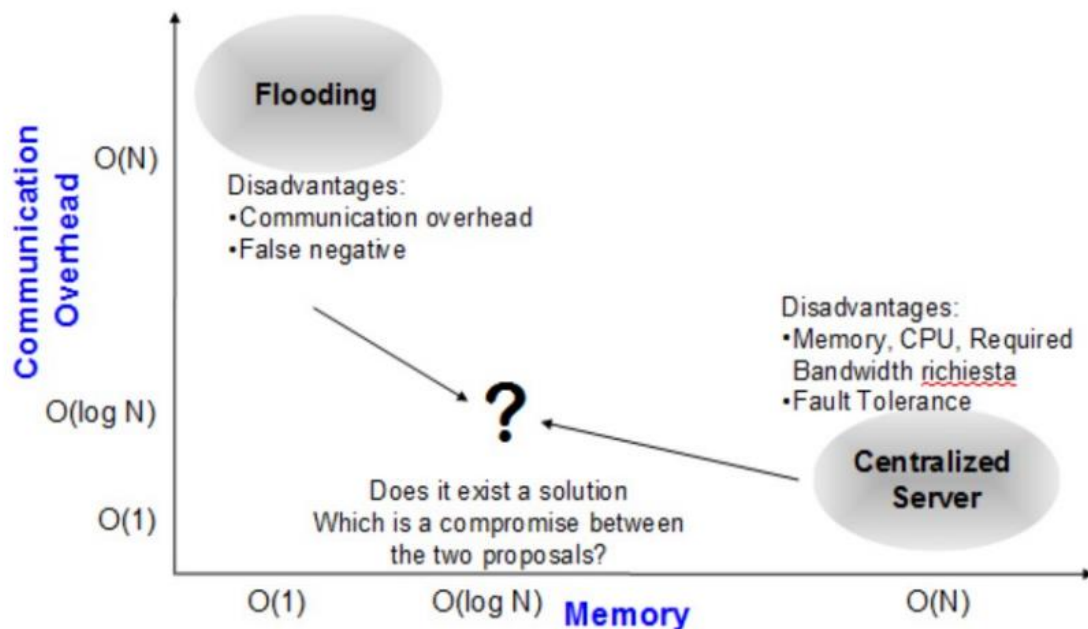 Flooding
Communication
Overhead
O(N)
Disadvantages:
•Communication overhead
•False negative
Disadvantages:
•Memory, CPU, Required
Bandwidth richiesta
•Fault Tolerance
O(log N)
?
Centralized
Server
Does it exist a solution
Which is a compromise between
the two proposals?
O(1)
O(1)
O(log N)
Memory
O(N)